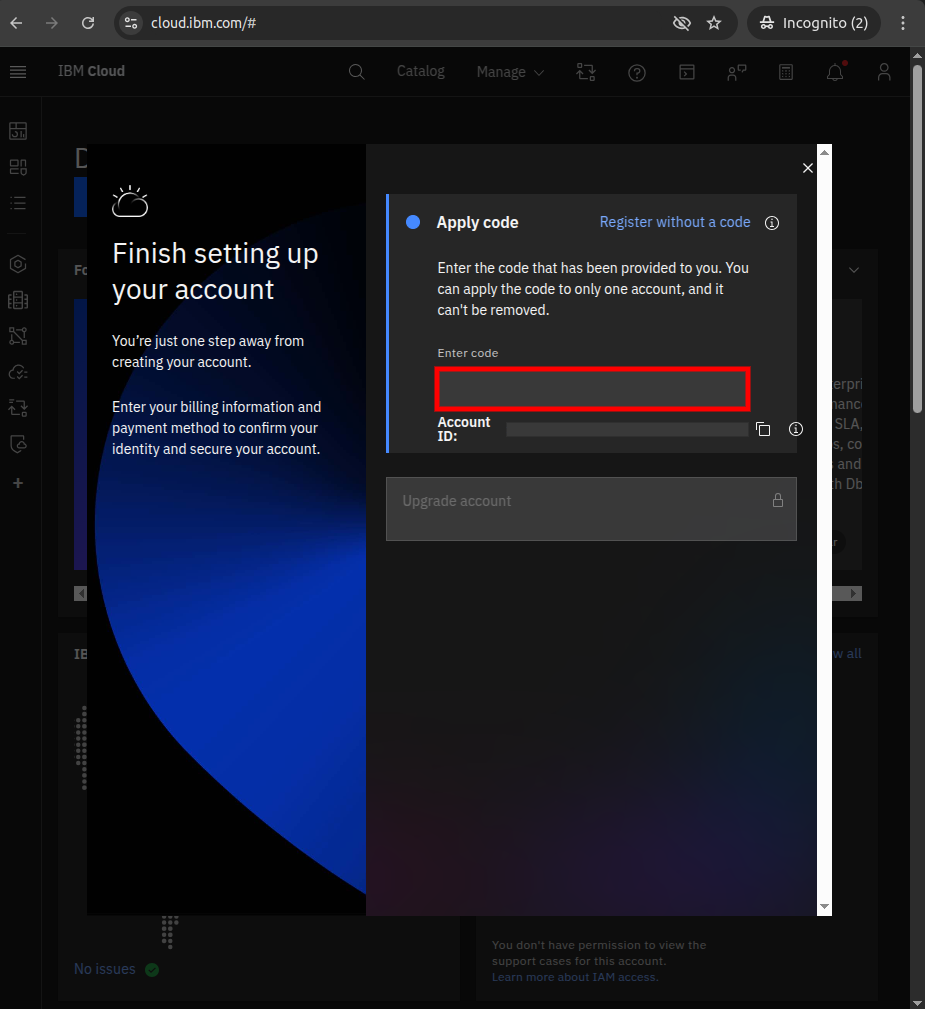 cloud.ibm.com/#
Incognito (2)
IBM Cloud
Catalog
Manage
Finish setting up
your account
You're just one step away from
creating your account.
Enter your billing information and
payment method to confirm your
identity and secure your account.
Apply code
Register without a code
Enter the code that has been provided to you. You
can apply the code to only one account, and it
can't be removed.
Enter code
Account
ID:
Upgrade account
SLA,
and
No issues
You don't have permission to view the
support cases for this account.
Learn more about IAM access.